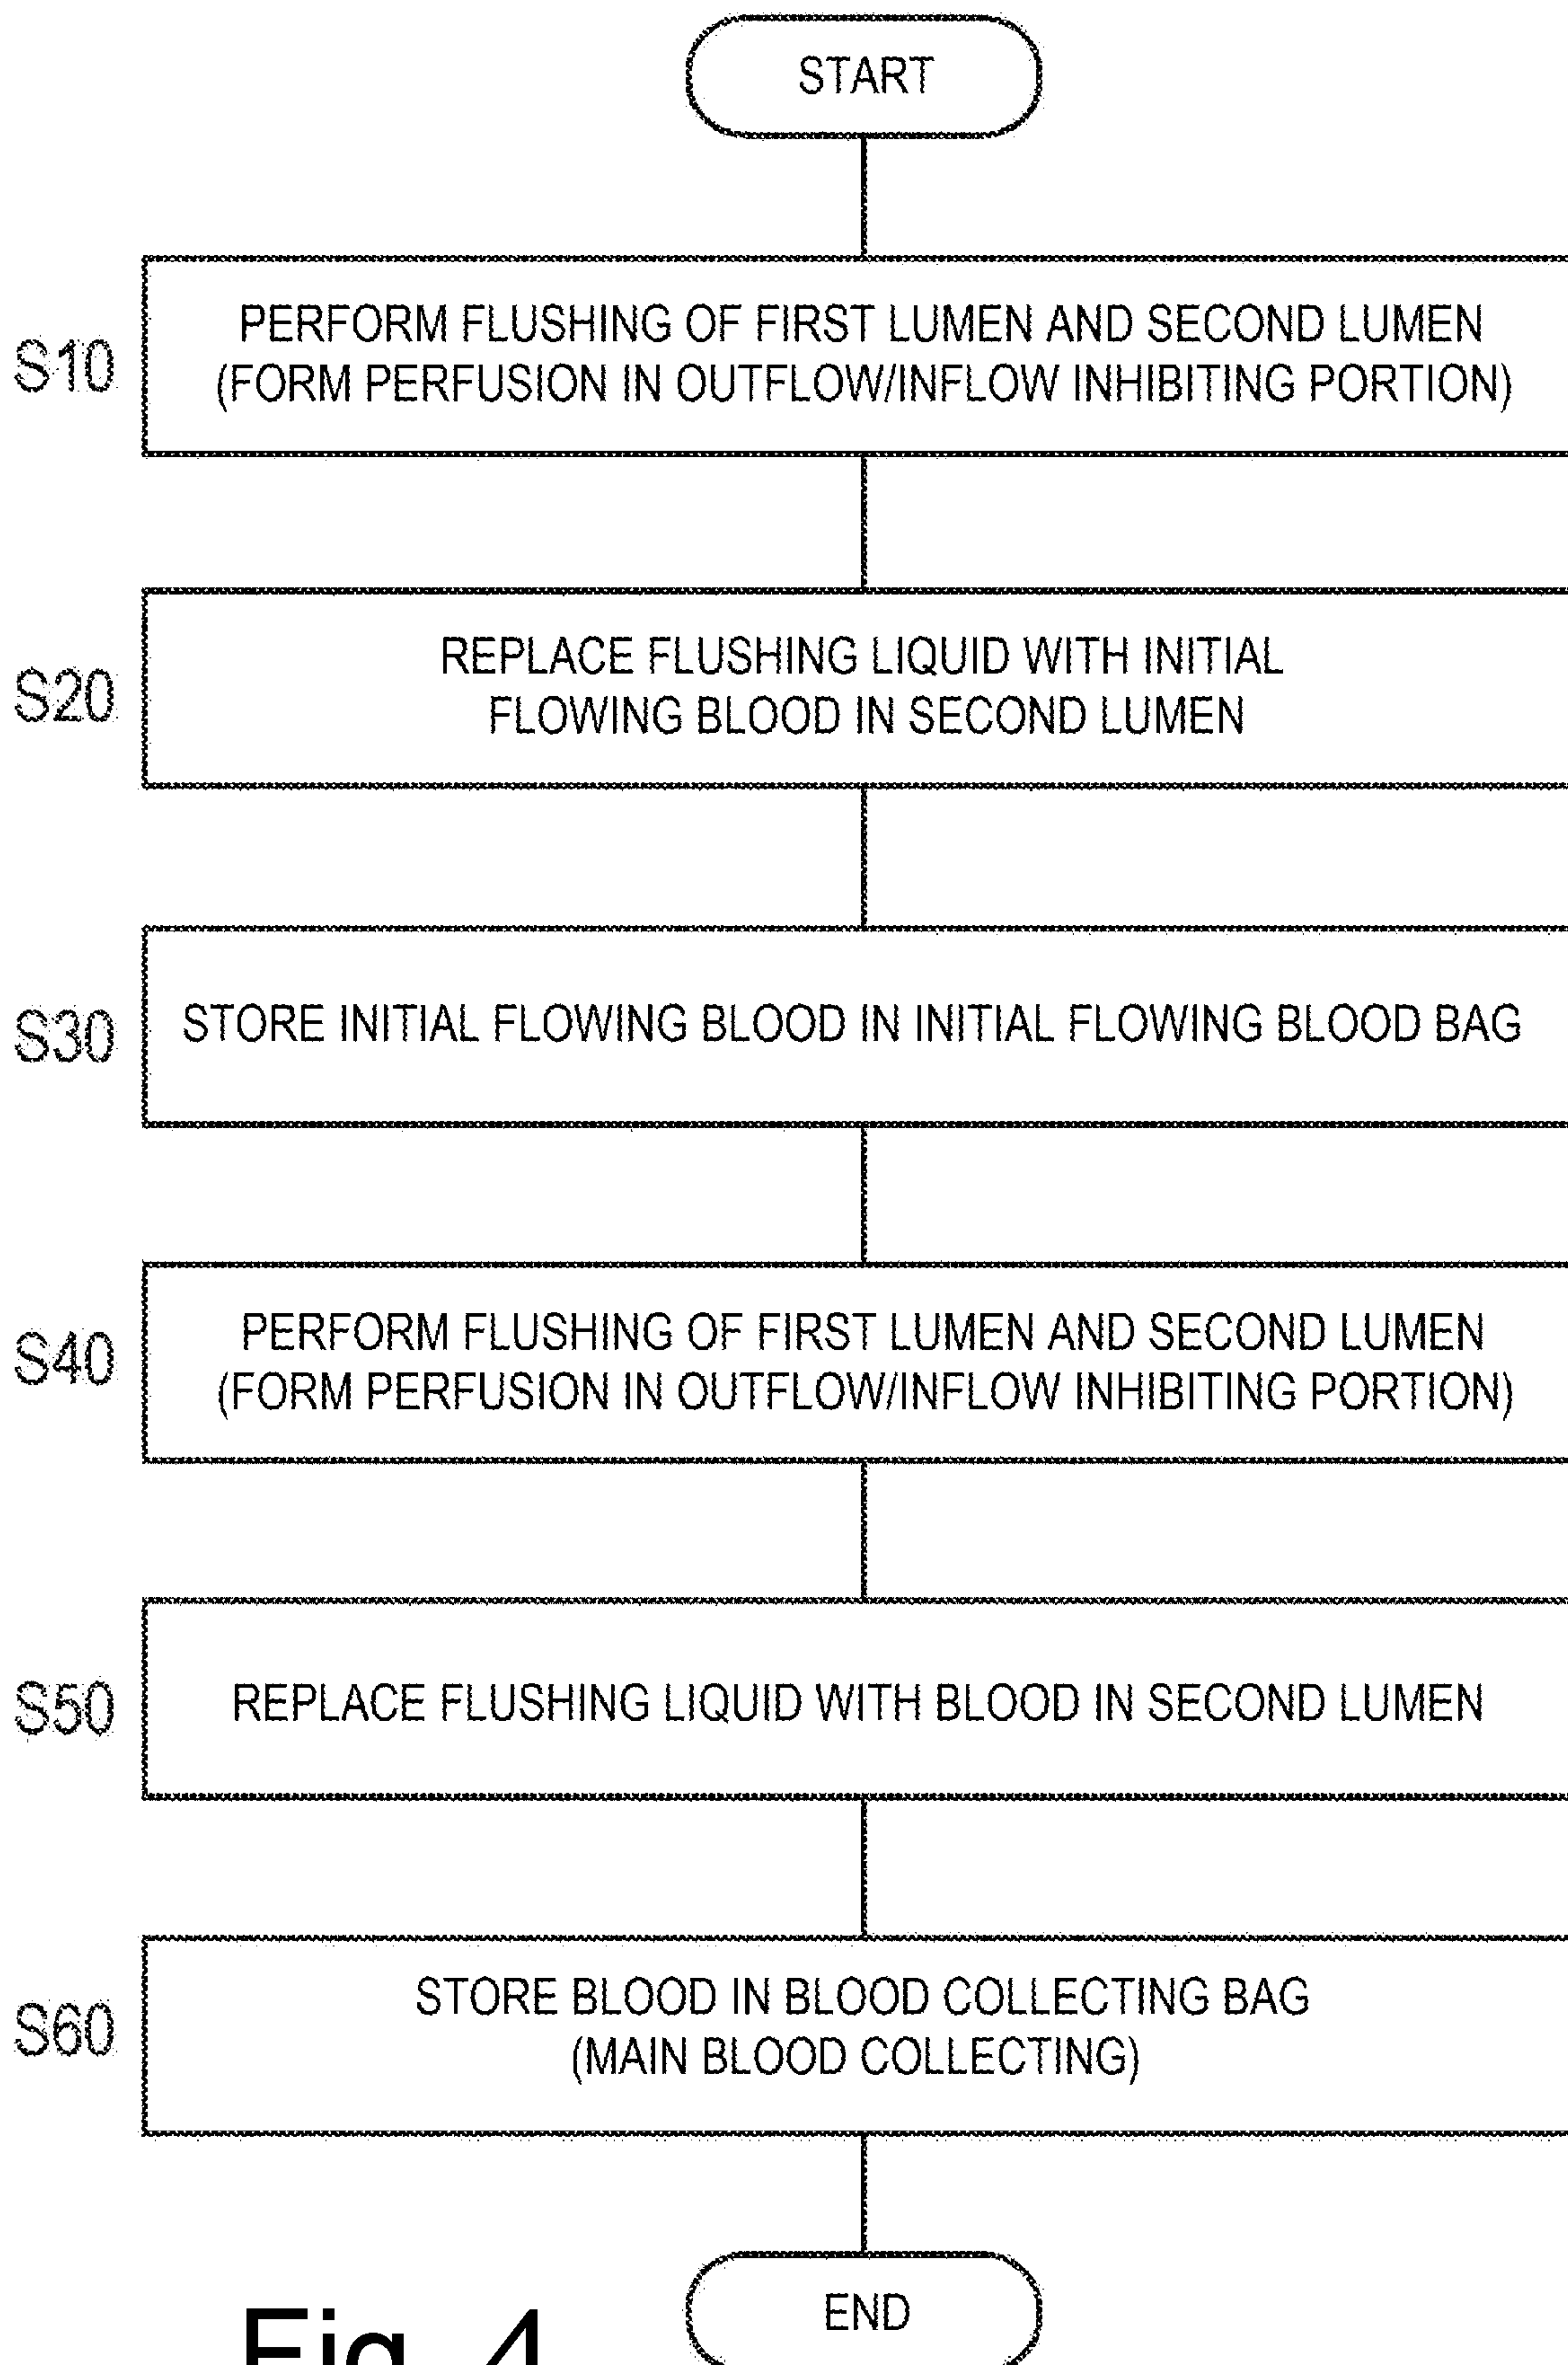 START
S10
PERFORM FLUSHING OF FIRST LUMEN AND SECOND LUMEN
(FORM PERFUSION IN OUTFLOW/INFLOW INHIBITING PORTION)
S20
REPLACE FLUSHING LIQUID WITH INITIAL
FLOWING BLOOD IN SECOND LUMEN
S30
STORE INITIAL FLOWING BLOOD IN INITIAL FLOWING BLOOD BAG
S40
PERFORM FLUSHING OF FIRST LUMEN AND SECOND LUMEN
(FORM PERFUSION IN OUTFLOW/INFLOW INHIBITING PORTION)
S50
REPLACE FLUSHING LIQUID WITH BLOOD IN SECOND LUMEN
S60
STORE BLOOD IN BLOOD COLLECTING BAG
(MAIN BLOOD COLLECTING)
END
Fig. 4